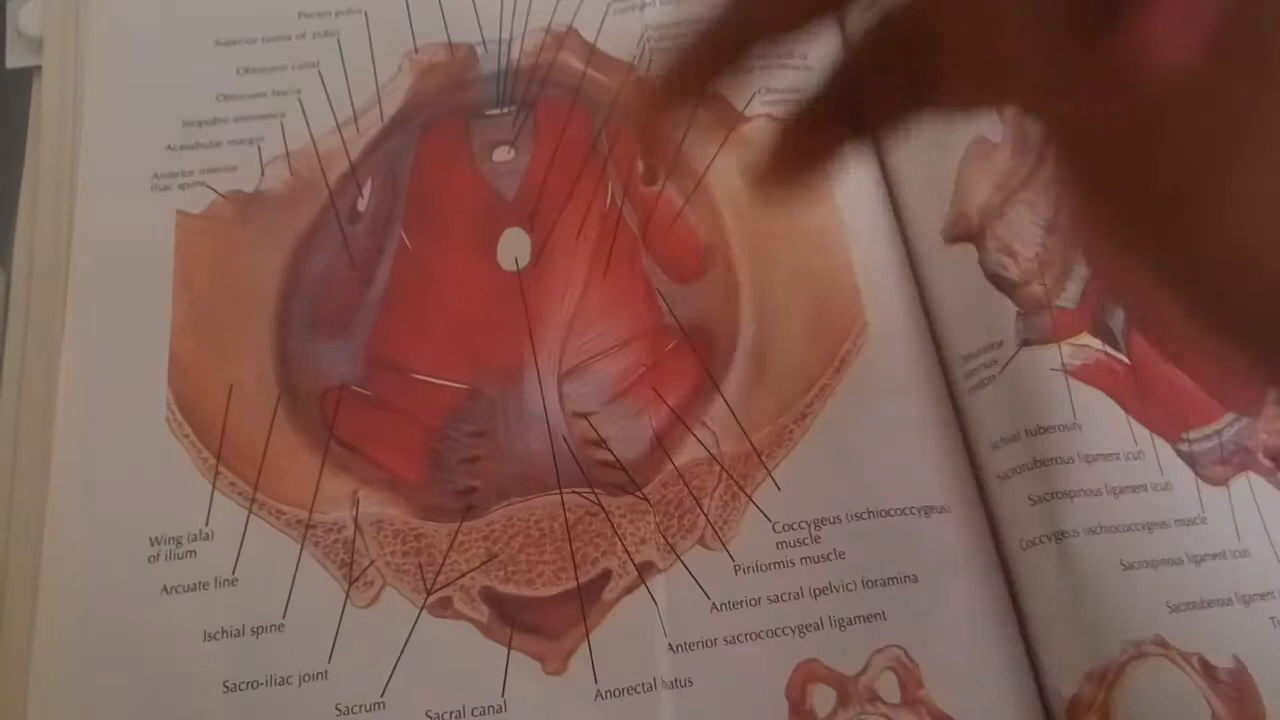 Pecten pubis
Superior ramus of pubis
Obturator canal
Obturator fascia
Iliopubic eminence
Acetabular margin
Anterior inferior
iliac spine
Wing (ala)
of ilium
Arcuate line
Ischial spine
Sacro-iliac joint
Sacrum
Sacral canal
Anorectal hiatus
Anterior sacrococcygeal ligament
Anterior sacral (pelvic) foramina
Piriformis muscle
Coccygeus (ischiococcygeus)
muscle
ischial tuberosity
Sacrotuberous ligament (cut)
Sacrospinous ligament (cut)
Coccygeus (ischiococcygeus) muscle
Sacrospinous ligament (cut)
Sacrotuberous ligament